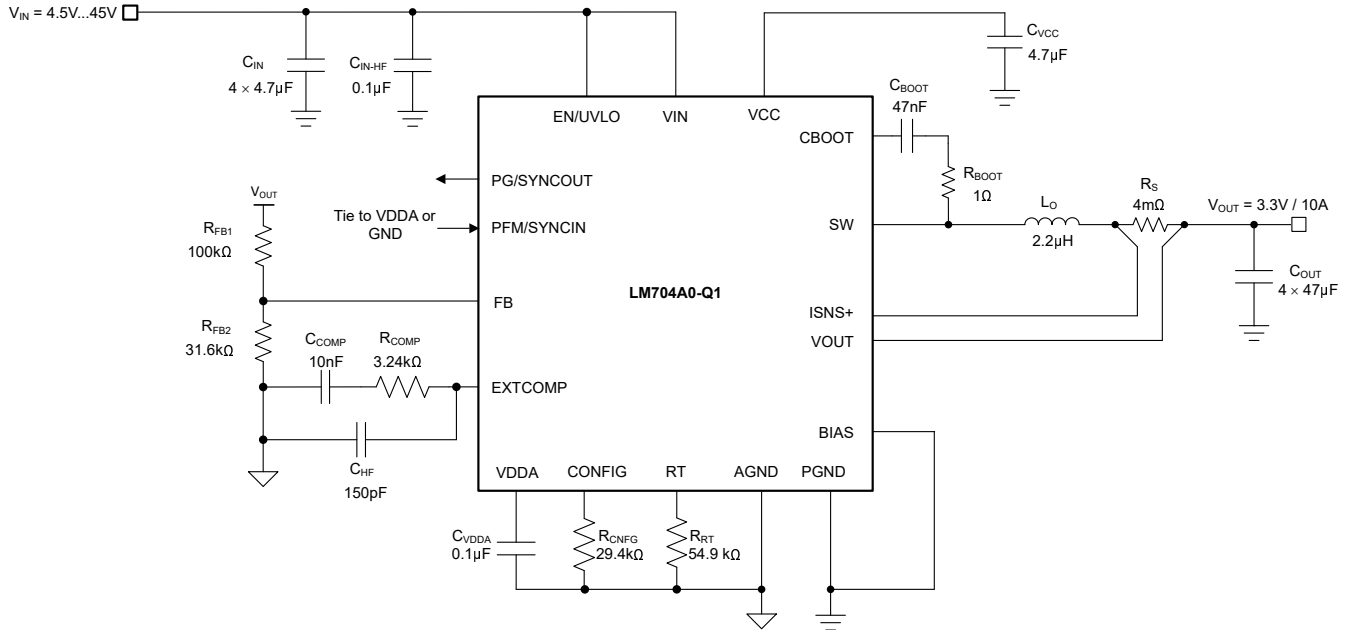 V_IN = 4.5V...45V
C_IN
4 × 4.7µF
C_IN-HF
0.1µF
C_VCC
4.7µF
EN/UVLO
VIN
VCC
C_BOOT
47nF
CBOOT
R_BOOT
1Ω
PG/SYNCOUT
Tie to VDDA or
GND
PFM/SYNCIN
V_OUT
R_FB1
100kΩ
SW
L_O
2.2µH
R_S
4mΩ
V_OUT = 3.3V / 10A
C_OUT
4 × 47µF
LM704A0-Q1
FB
ISNS+
VOUT
R_FB2
31.6kΩ
C_COMP
10nF
R_COMP
3.24kΩ
EXTCOMP
C_HF
150pF
BIAS
VDDA
CONFIG
RT
AGND
PGND
C_VDDA
0.1µF
R_CNFG
29.4kΩ
R_RT
54.9 kΩ